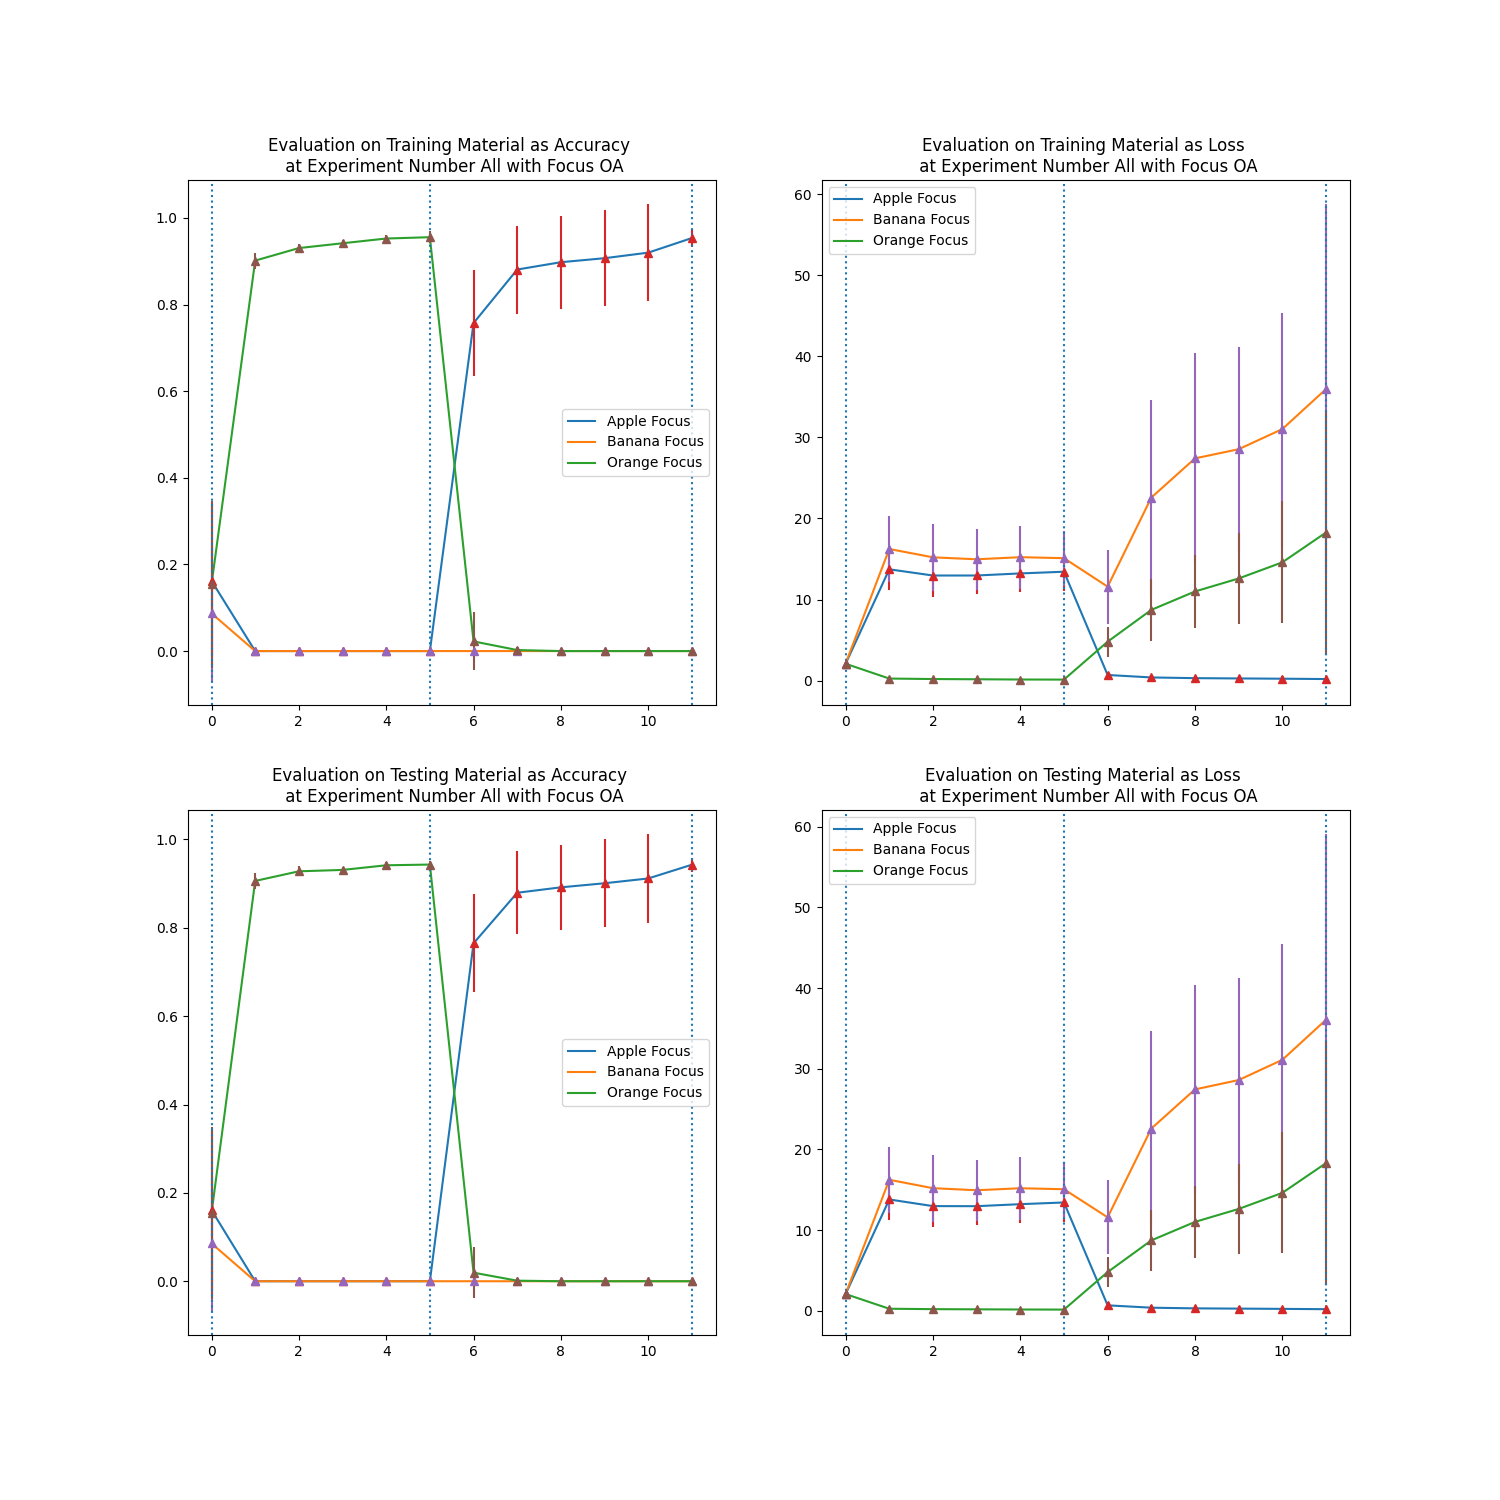 Evaluation on Training Material as Accuracy
at Experiment Number All with Focus OA
1.0
0.8
0.6
0.4
0.2
0.0
Apple Focus
Banana Focus
Orange Focus
0 2 4 6 8 10
Evaluation on Training Material as Loss
at Experiment Number All with Focus OA
60
50
40
30
20
10
0
Apple Focus
Banana Focus
Orange Focus
0 2 4 6 8 10
Evaluation on Testing Material as Accuracy
at Experiment Number All with Focus OA
1.0
0.8
0.6
0.4
0.2
0.0
Apple Focus
Banana Focus
Orange Focus
0 2 4 6 8 10
Evaluation on Testing Material as Loss
at Experiment Number All with Focus OA
60
50
40
30
20
10
0
Apple Focus
Banana Focus
Orange Focus
0 2 4 6 8 10